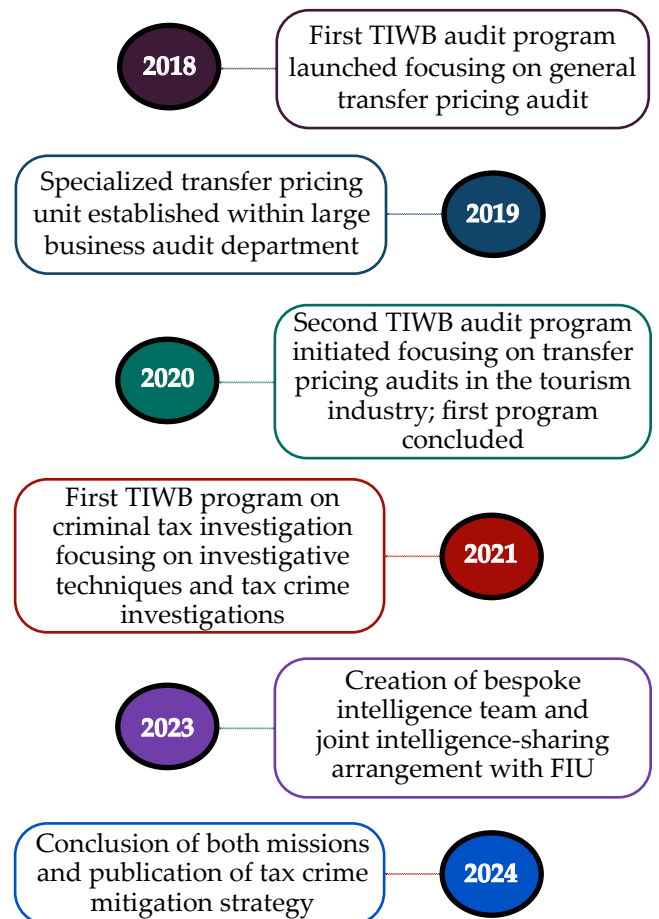 2018
First TIWB audit program
launched focusing on general
transfer pricing audit
Specialized transfer pricing
unit established within large
business audit department
2019
2020
Second TIWB audit program
initiated focusing on transfer
pricing audits in the tourism
industry; first program
concluded
First TIWB program on
criminal tax investigation
focusing on investigative
techniques and tax crime
investigations
2021
2023
Creation of bespoke
intelligence team and
joint intelligence-sharing
arrangement with FIU
Conclusion of both missions
and publication of tax crime
mitigation strategy
2024